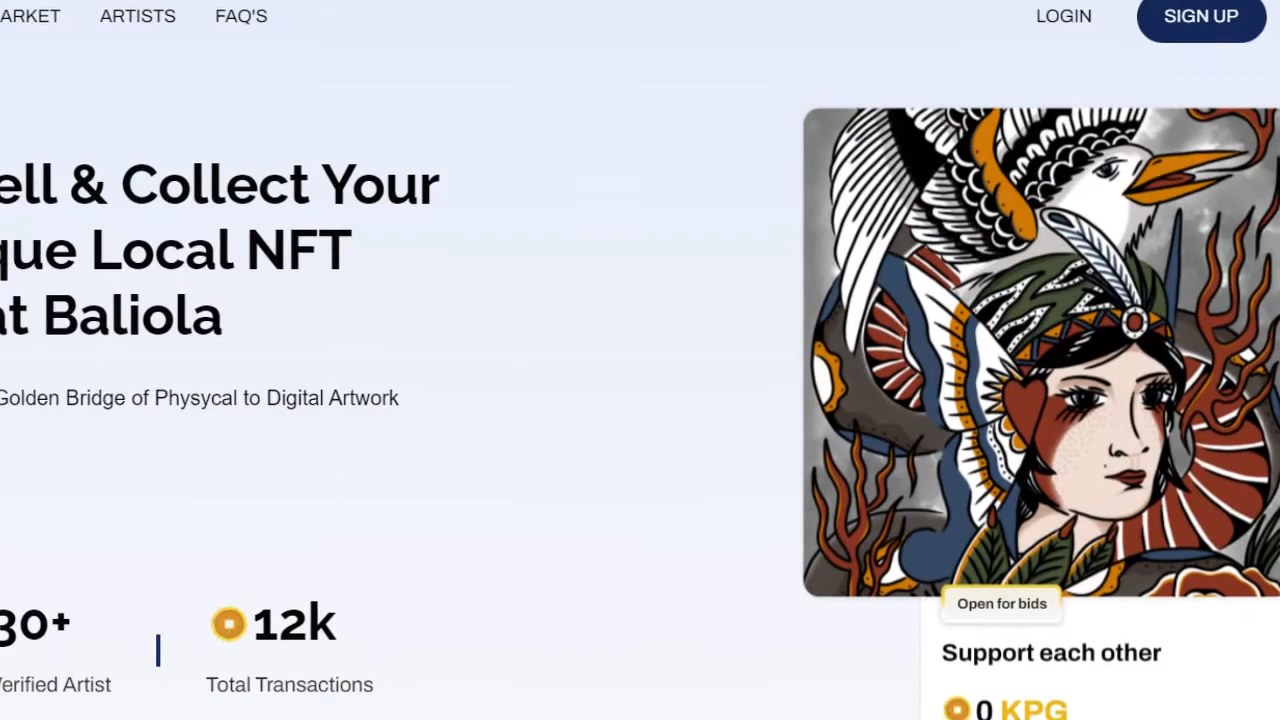 ARKET ARTISTS FAQ'S LOGIN SIGN UP
ell & Collect Your
que Local NFT
at Baliola
Golden Bridge of Physycal to Digital Artwork
30+ 12k
Verified Artist Total Transactions
Open for bids
Support each other
0 KPG